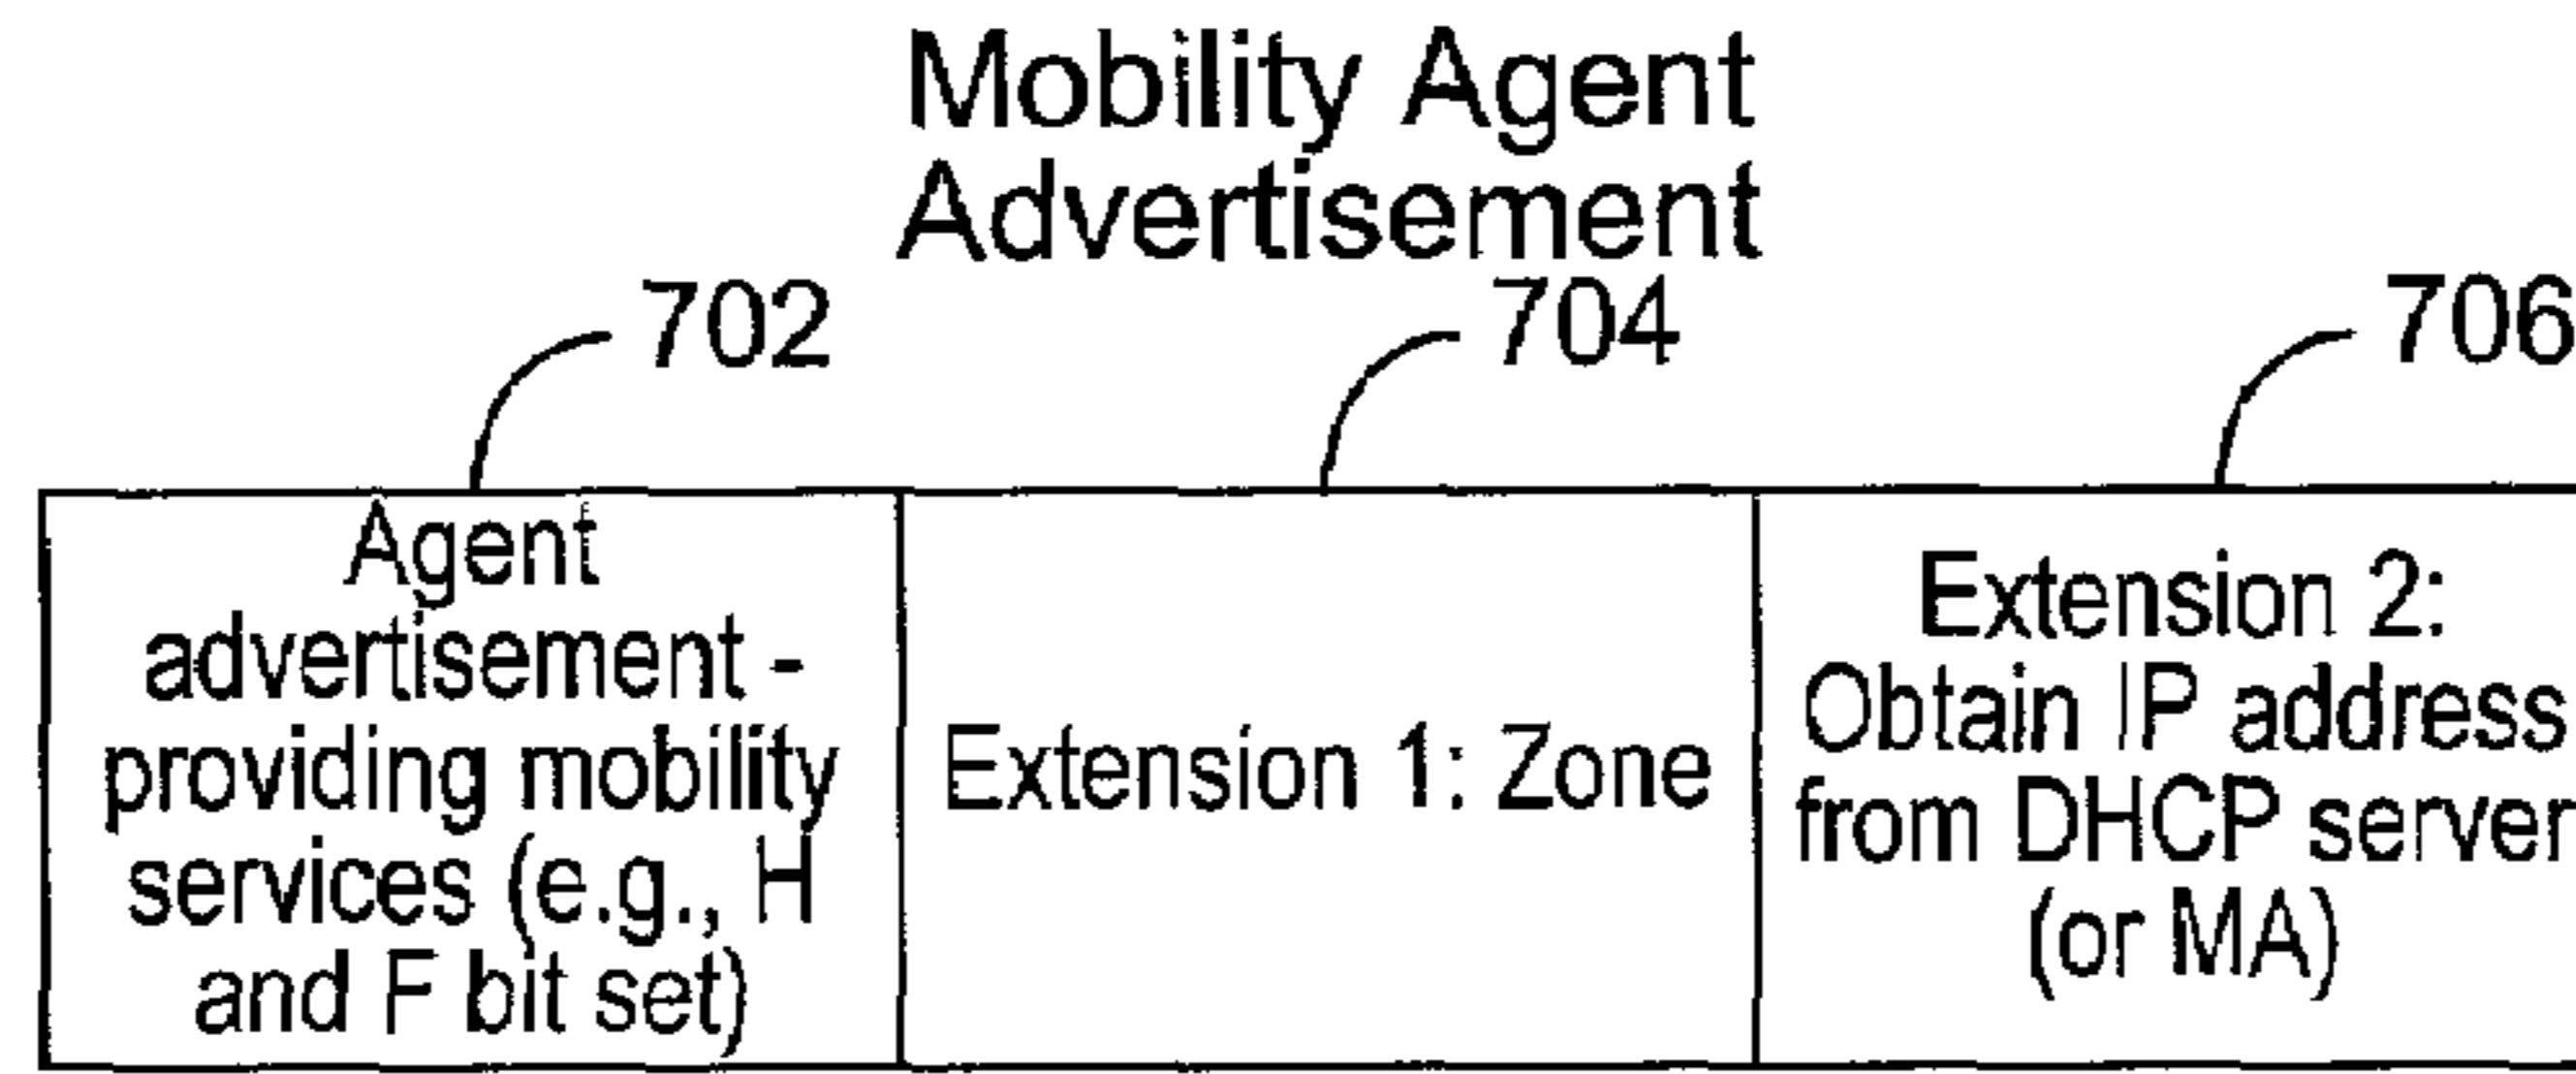 Mobility Agent
Advertisement
702
704
706
Agent
advertisement -
providing mobility
services (e.g., H
and F bit set)
Extension 1: Zone
Extension 2:
Obtain IP address
from DHCP server
(or MA)